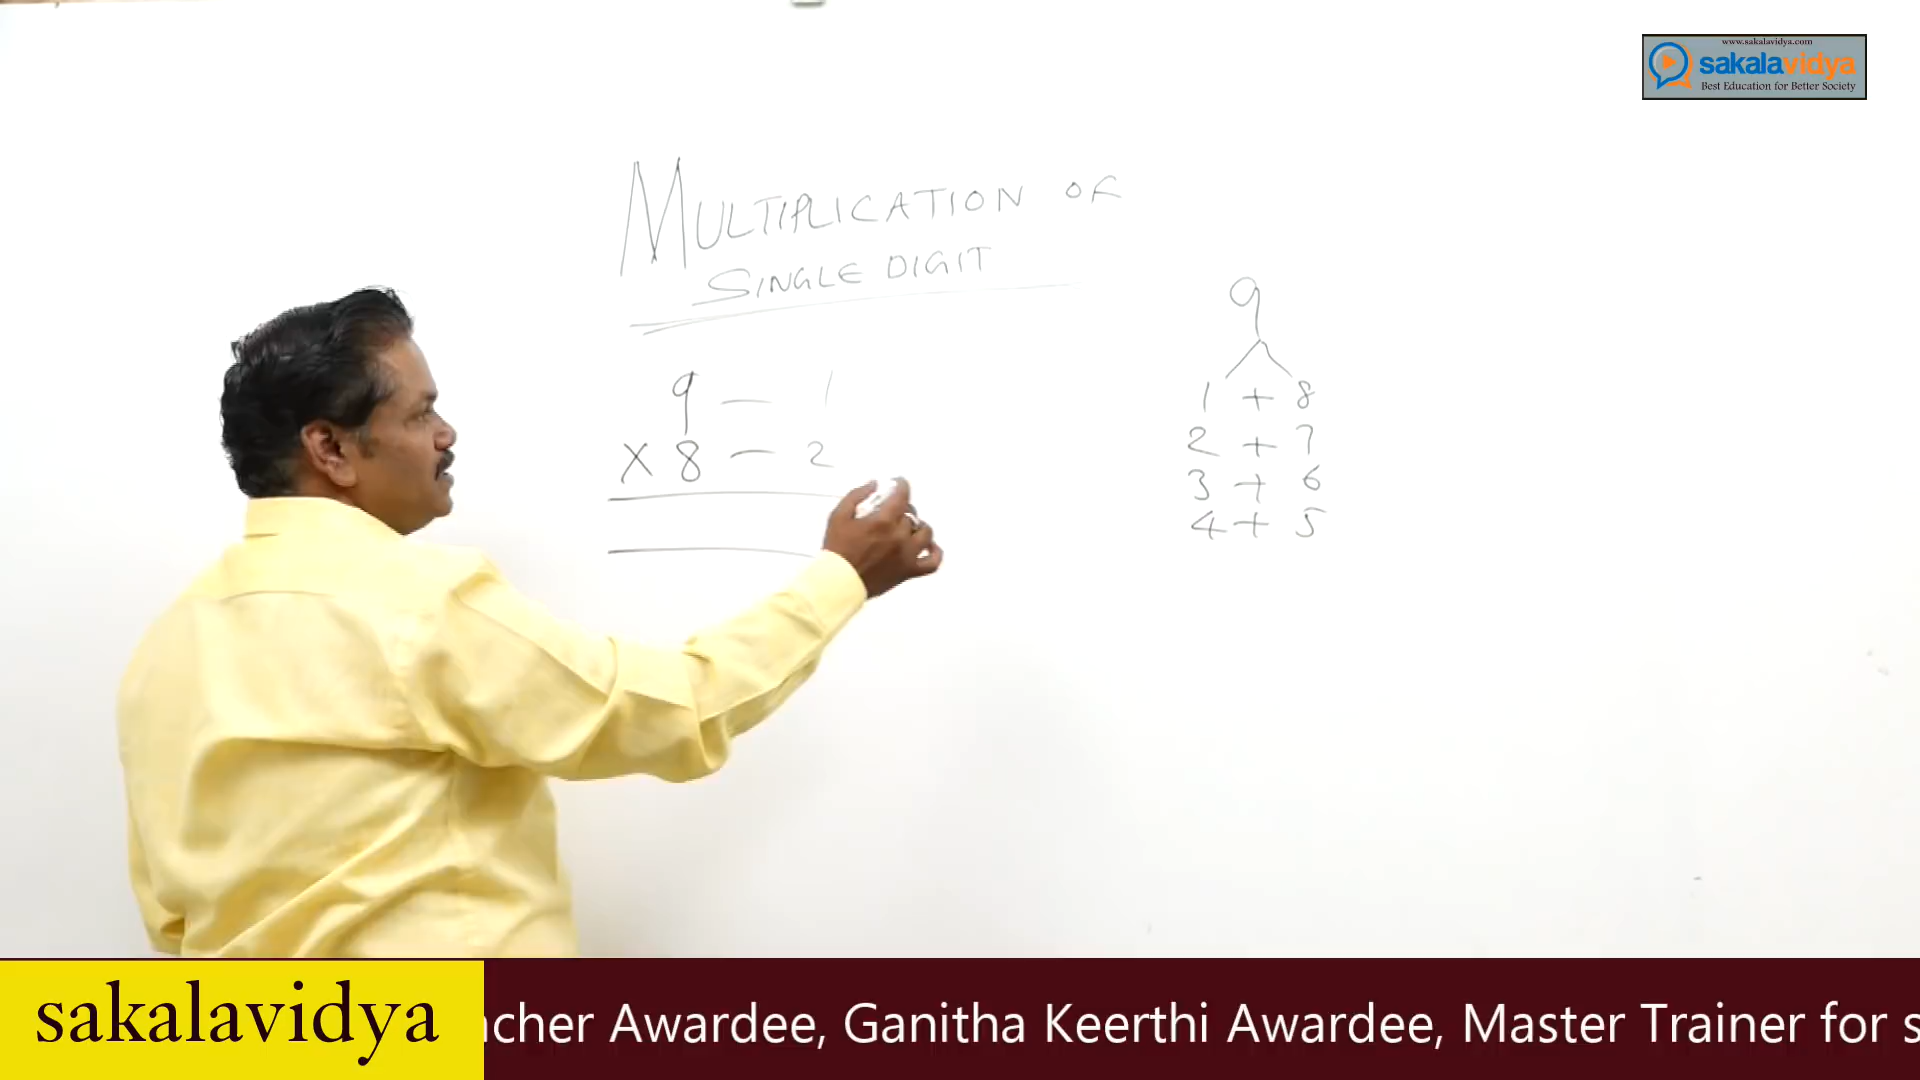 www.sakalavidya.com
sakalavidya
Best Education for Better Society
MULTIPLICATION OF
SINGLE DIGIT
9 — 1
X 8 — 2
9
1 + 8
2 + 7
3 + 6
4 + 5
sakalavidya
acher Awardee, Ganitha Keerthi Awardee, Master Trainer for s